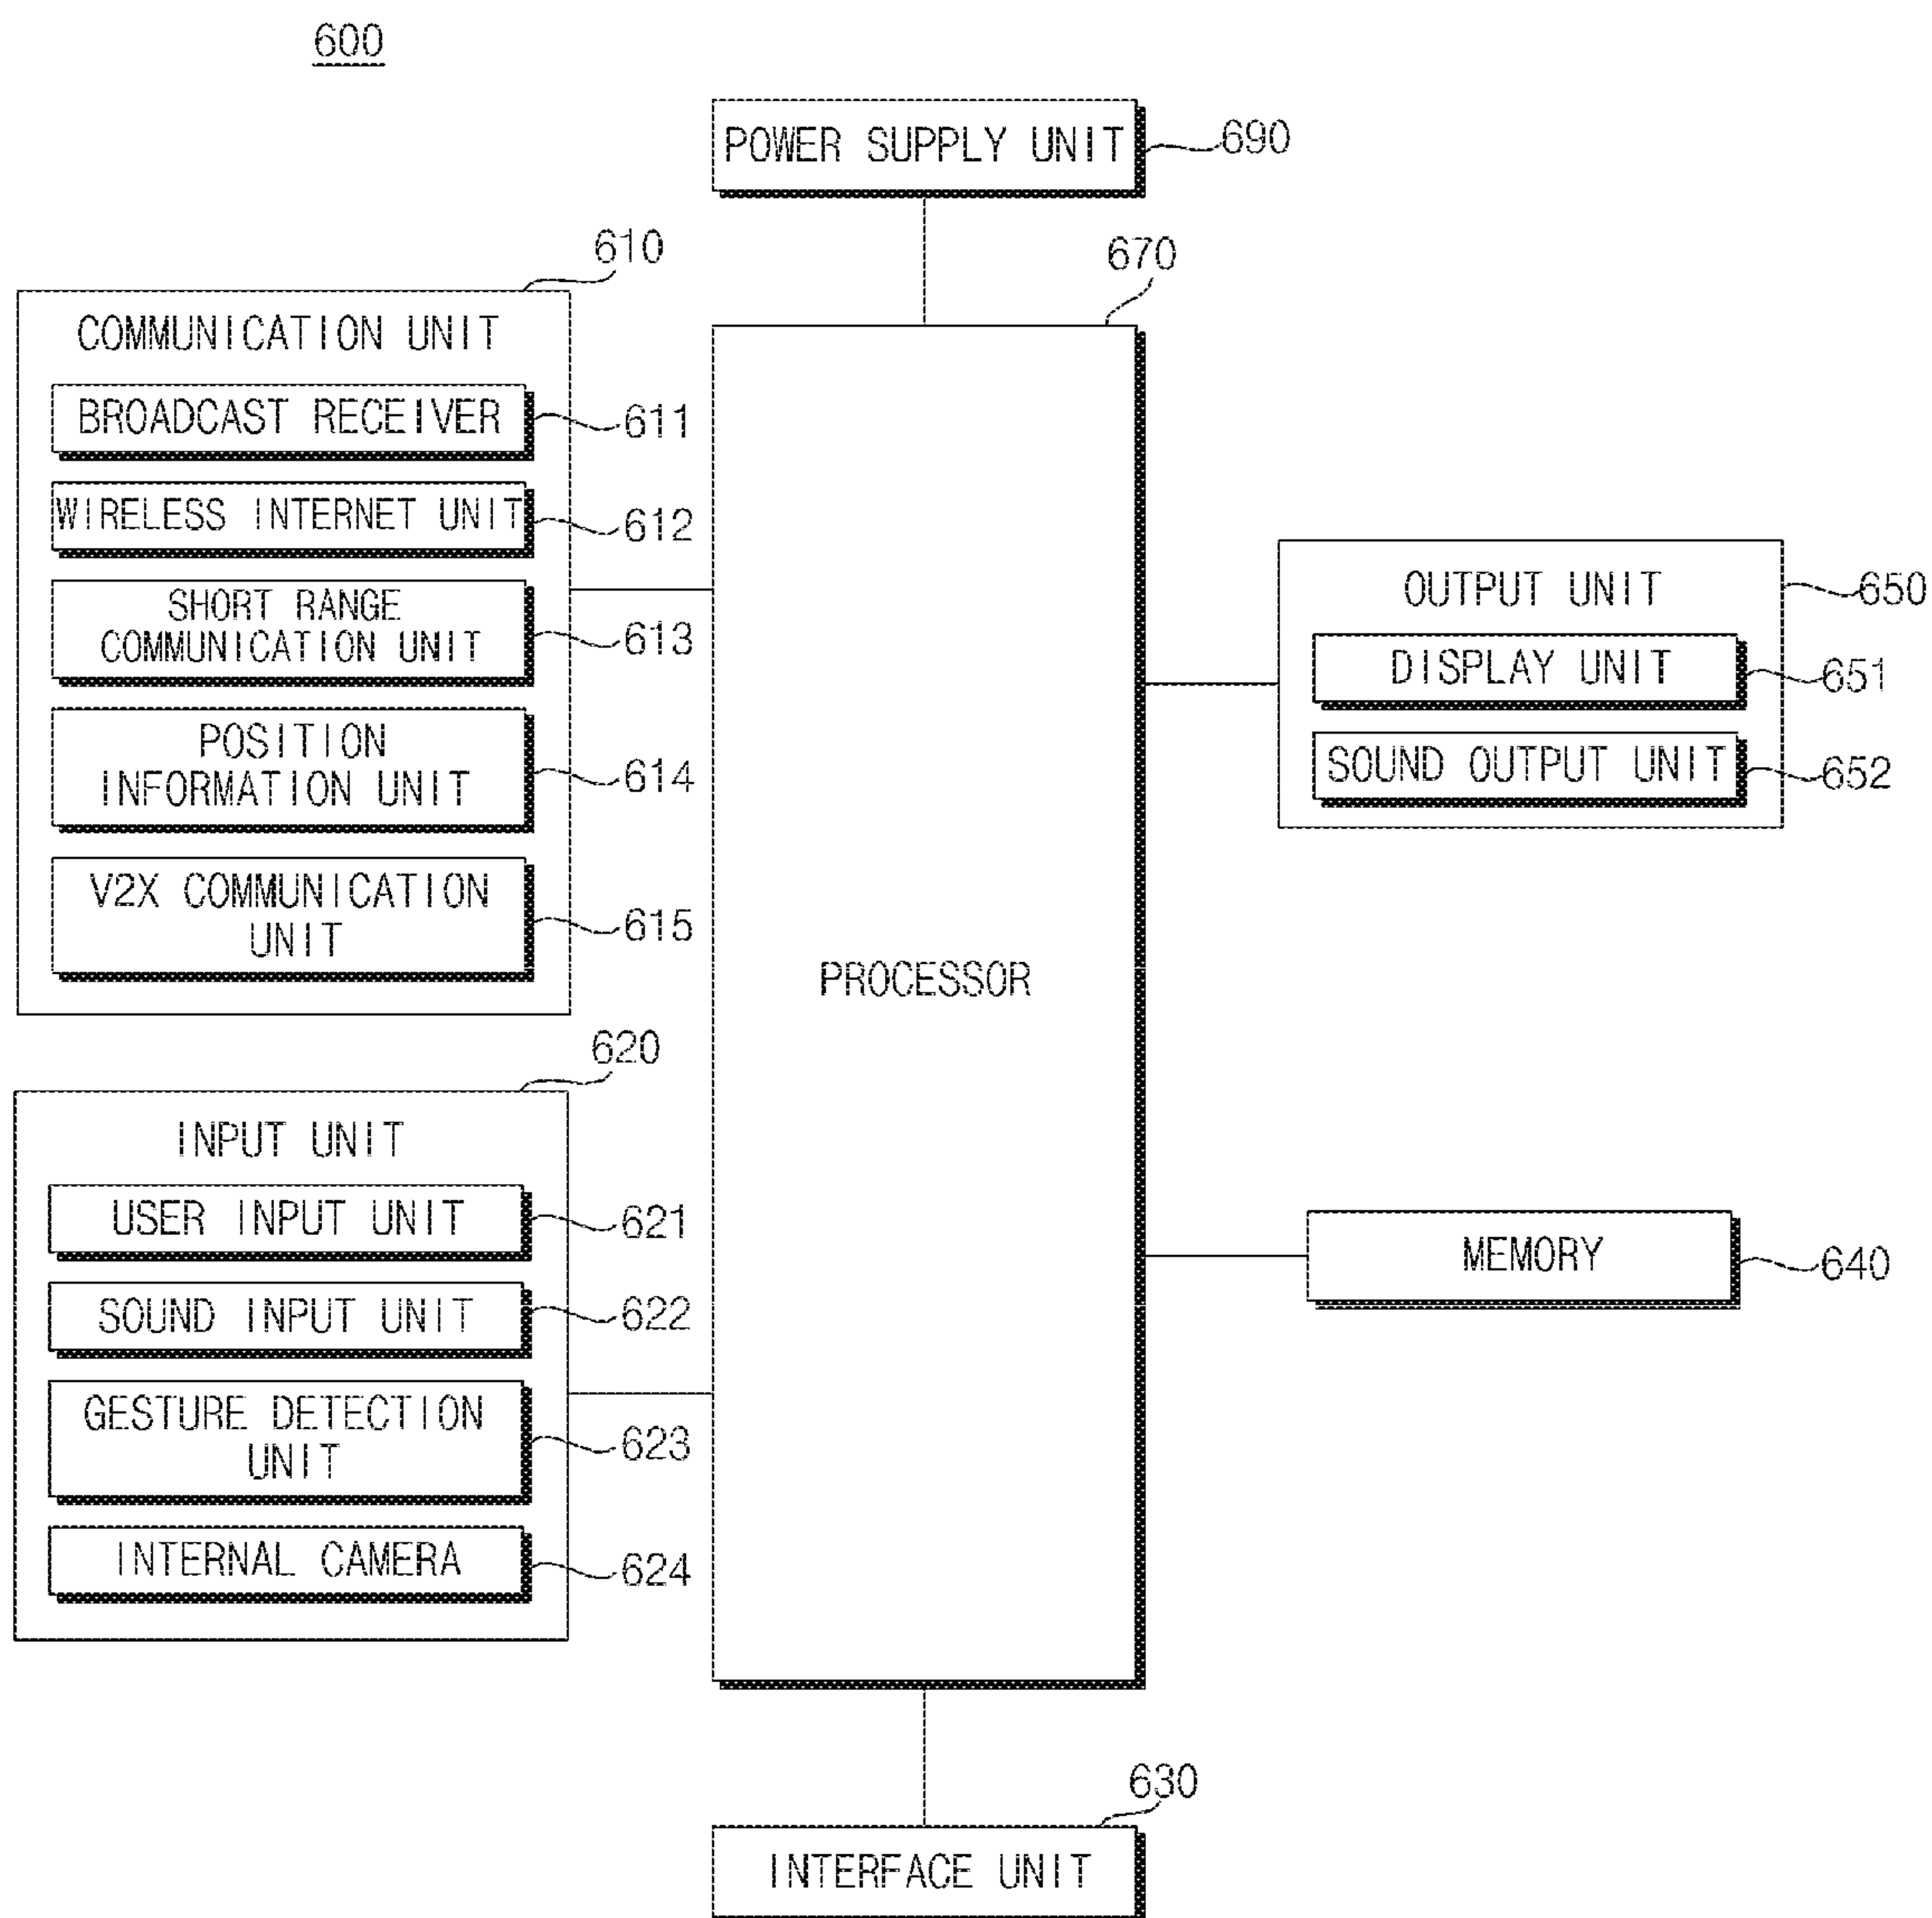 600
POWER SUPPLY UNIT
690
610
670
COMMUNICATION UNIT
BROADCAST RECEIVER
611
WIRELESS INTERNET UNIT
612
SHORT RANGE
COMMUNICATION UNIT
613
POSITION
INFORMATION UNIT
614
V2X COMMUNICATION
UNIT
615
PROCESSOR
OUTPUT UNIT
650
DISPLAY UNIT
651
SOUND OUTPUT UNIT
652
620
INPUT UNIT
USER INPUT UNIT
621
SOUND INPUT UNIT
622
GESTURE DETECTION
UNIT
623
INTERNAL CAMERA
624
MEMORY
640
630
INTERFACE UNIT